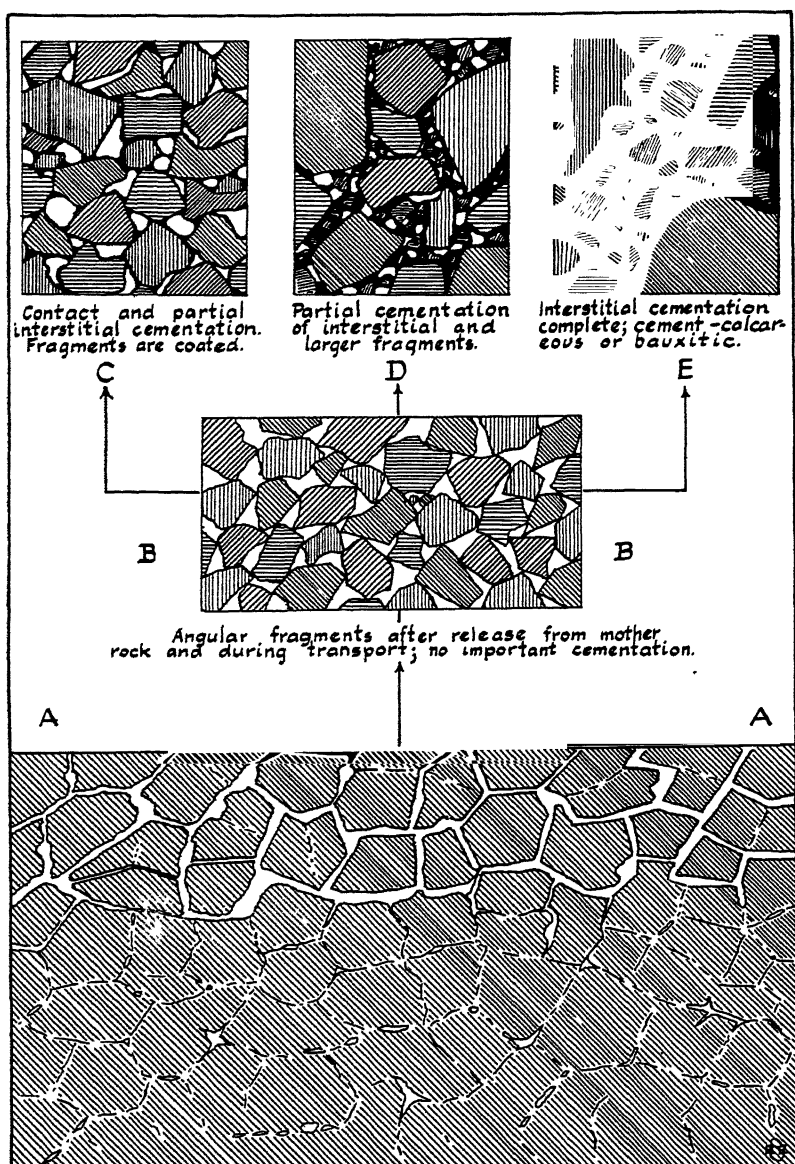 Contact and partial
interstitial cementation.
Fragments are coated.
Partial cementation
of interstitial and
larger fragments.
Interstitial cementation
complete; cement-calcar-
eous or bauxitic.
C
D
E
B
B
Angular fragments after release from mother
rock and during transport; no important cementation.
A
A